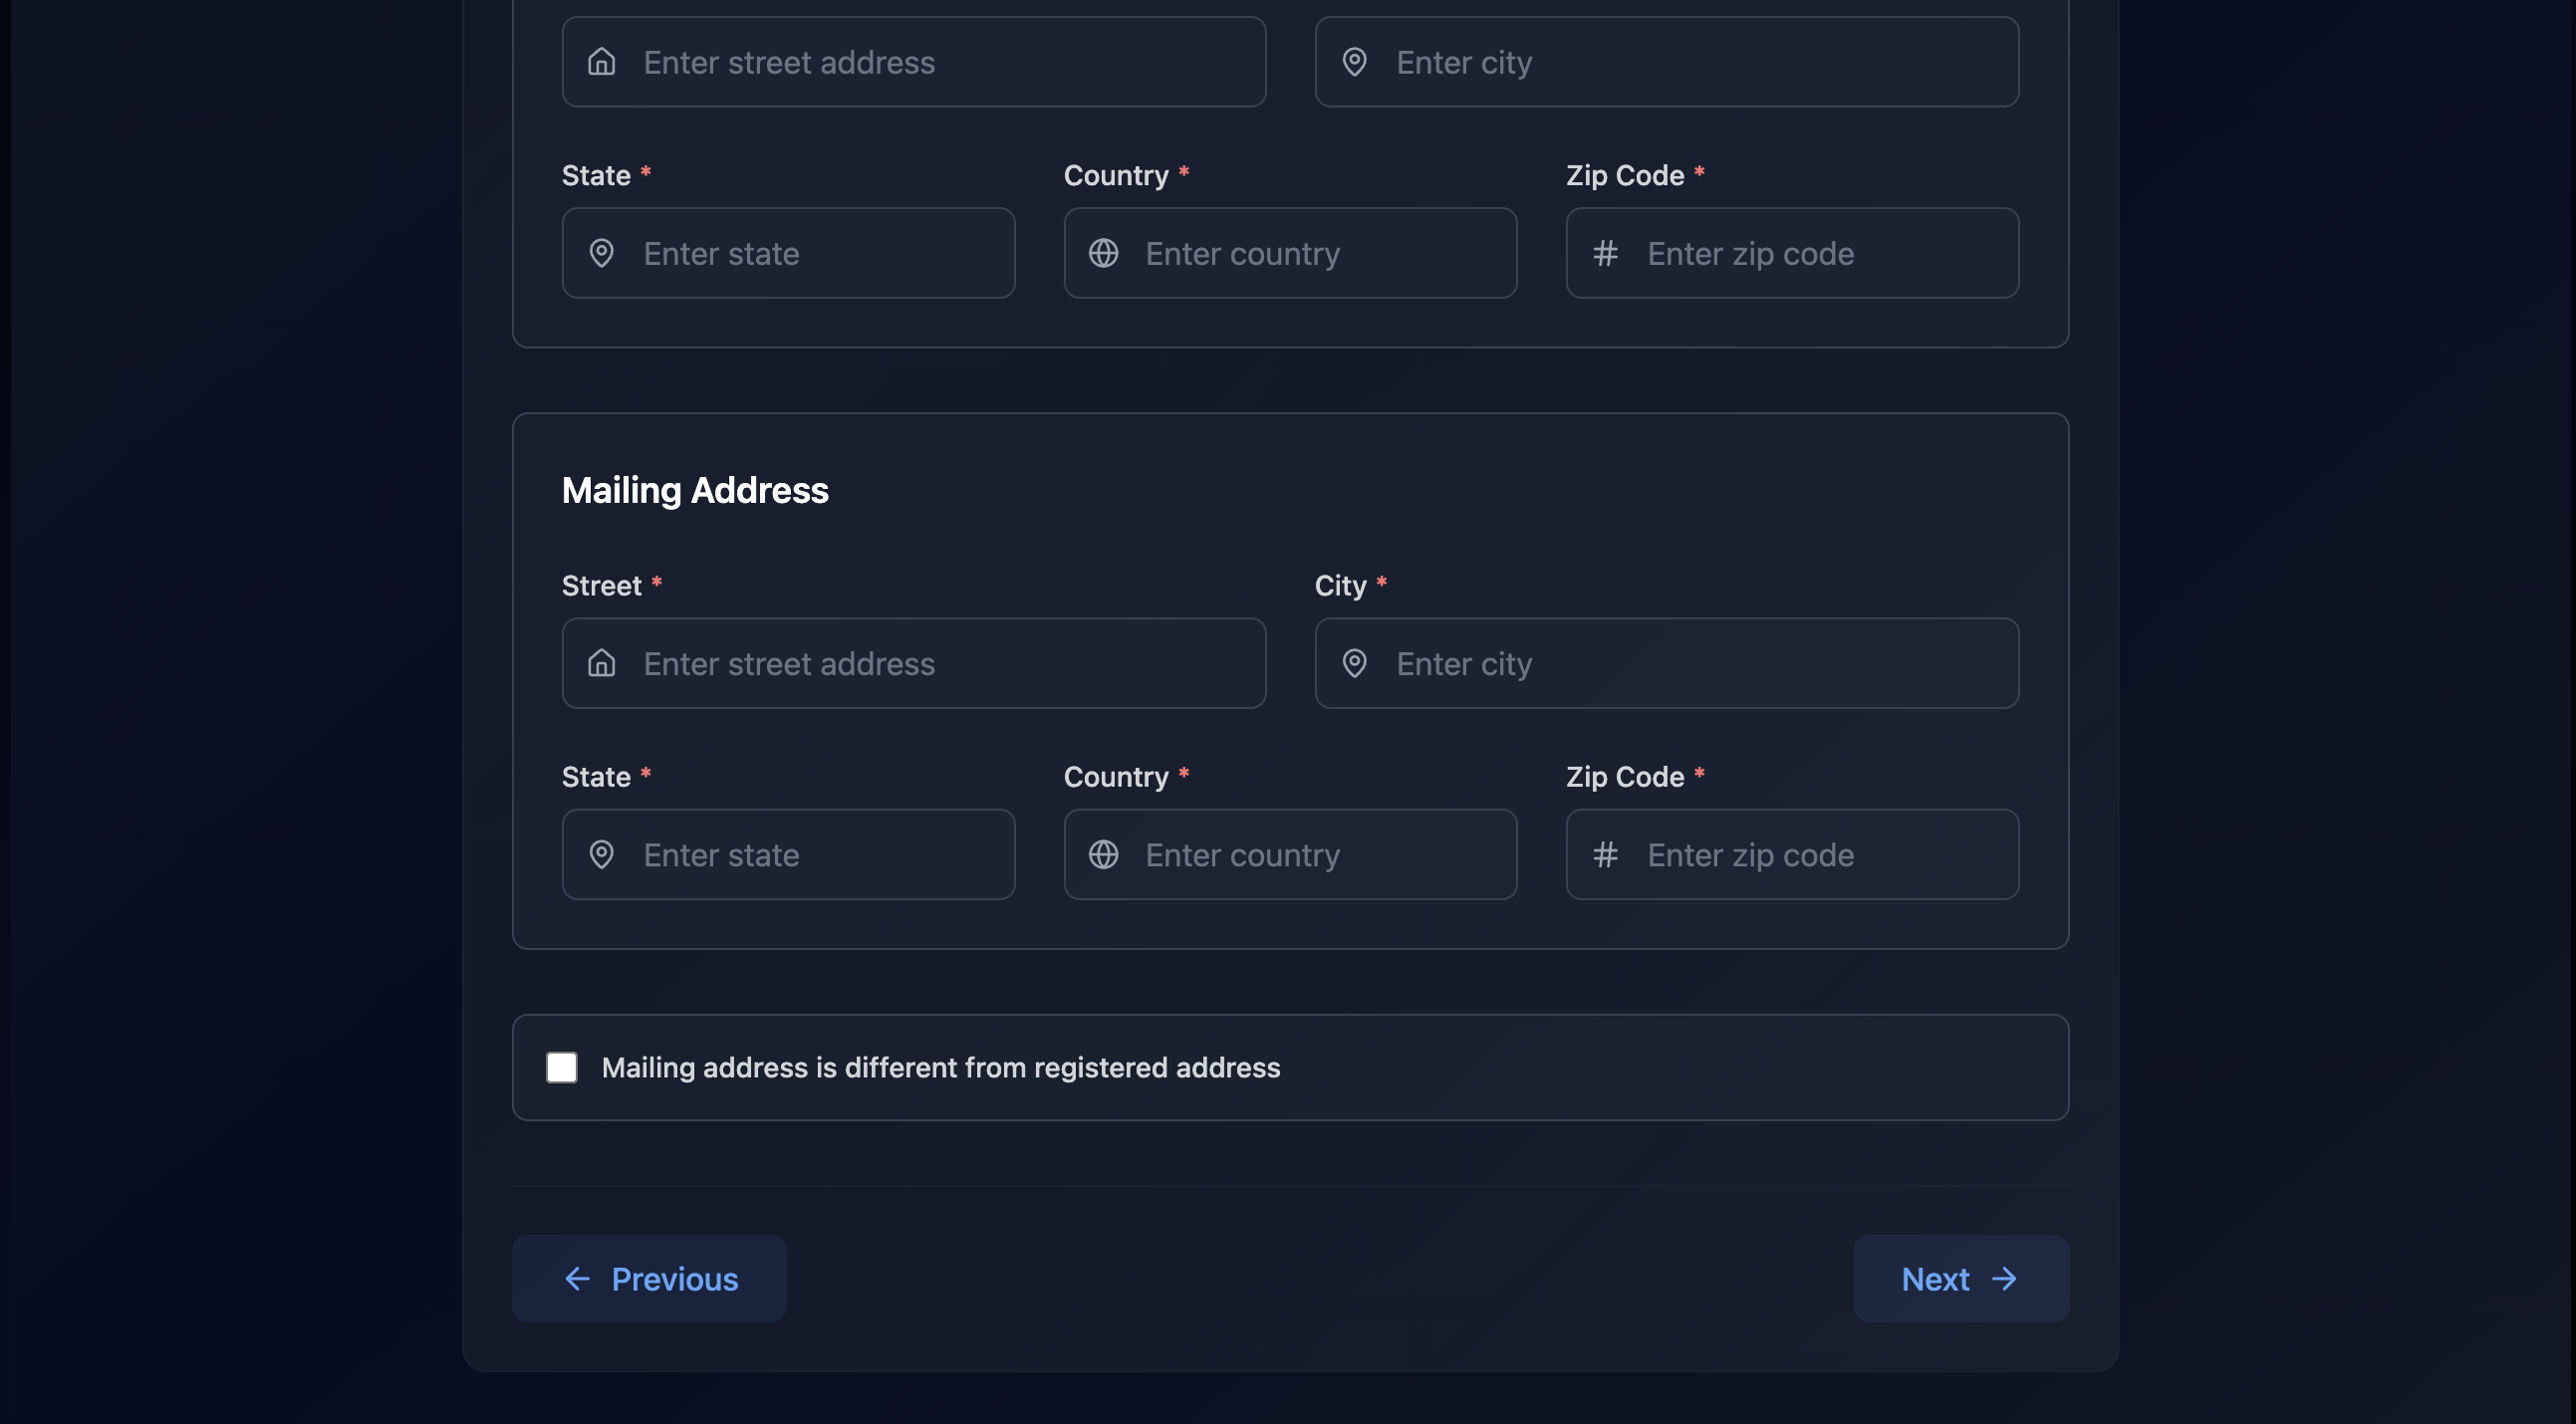 Enter street address
Enter city
State *
Country *
Zip Code *
Enter state
Enter country
Enter zip code
Mailing Address
Street *
City *
Enter street address
Enter city
State *
Country *
Zip Code *
Enter state
Enter country
Enter zip code
Mailing address is different from registered address
Previous
Next